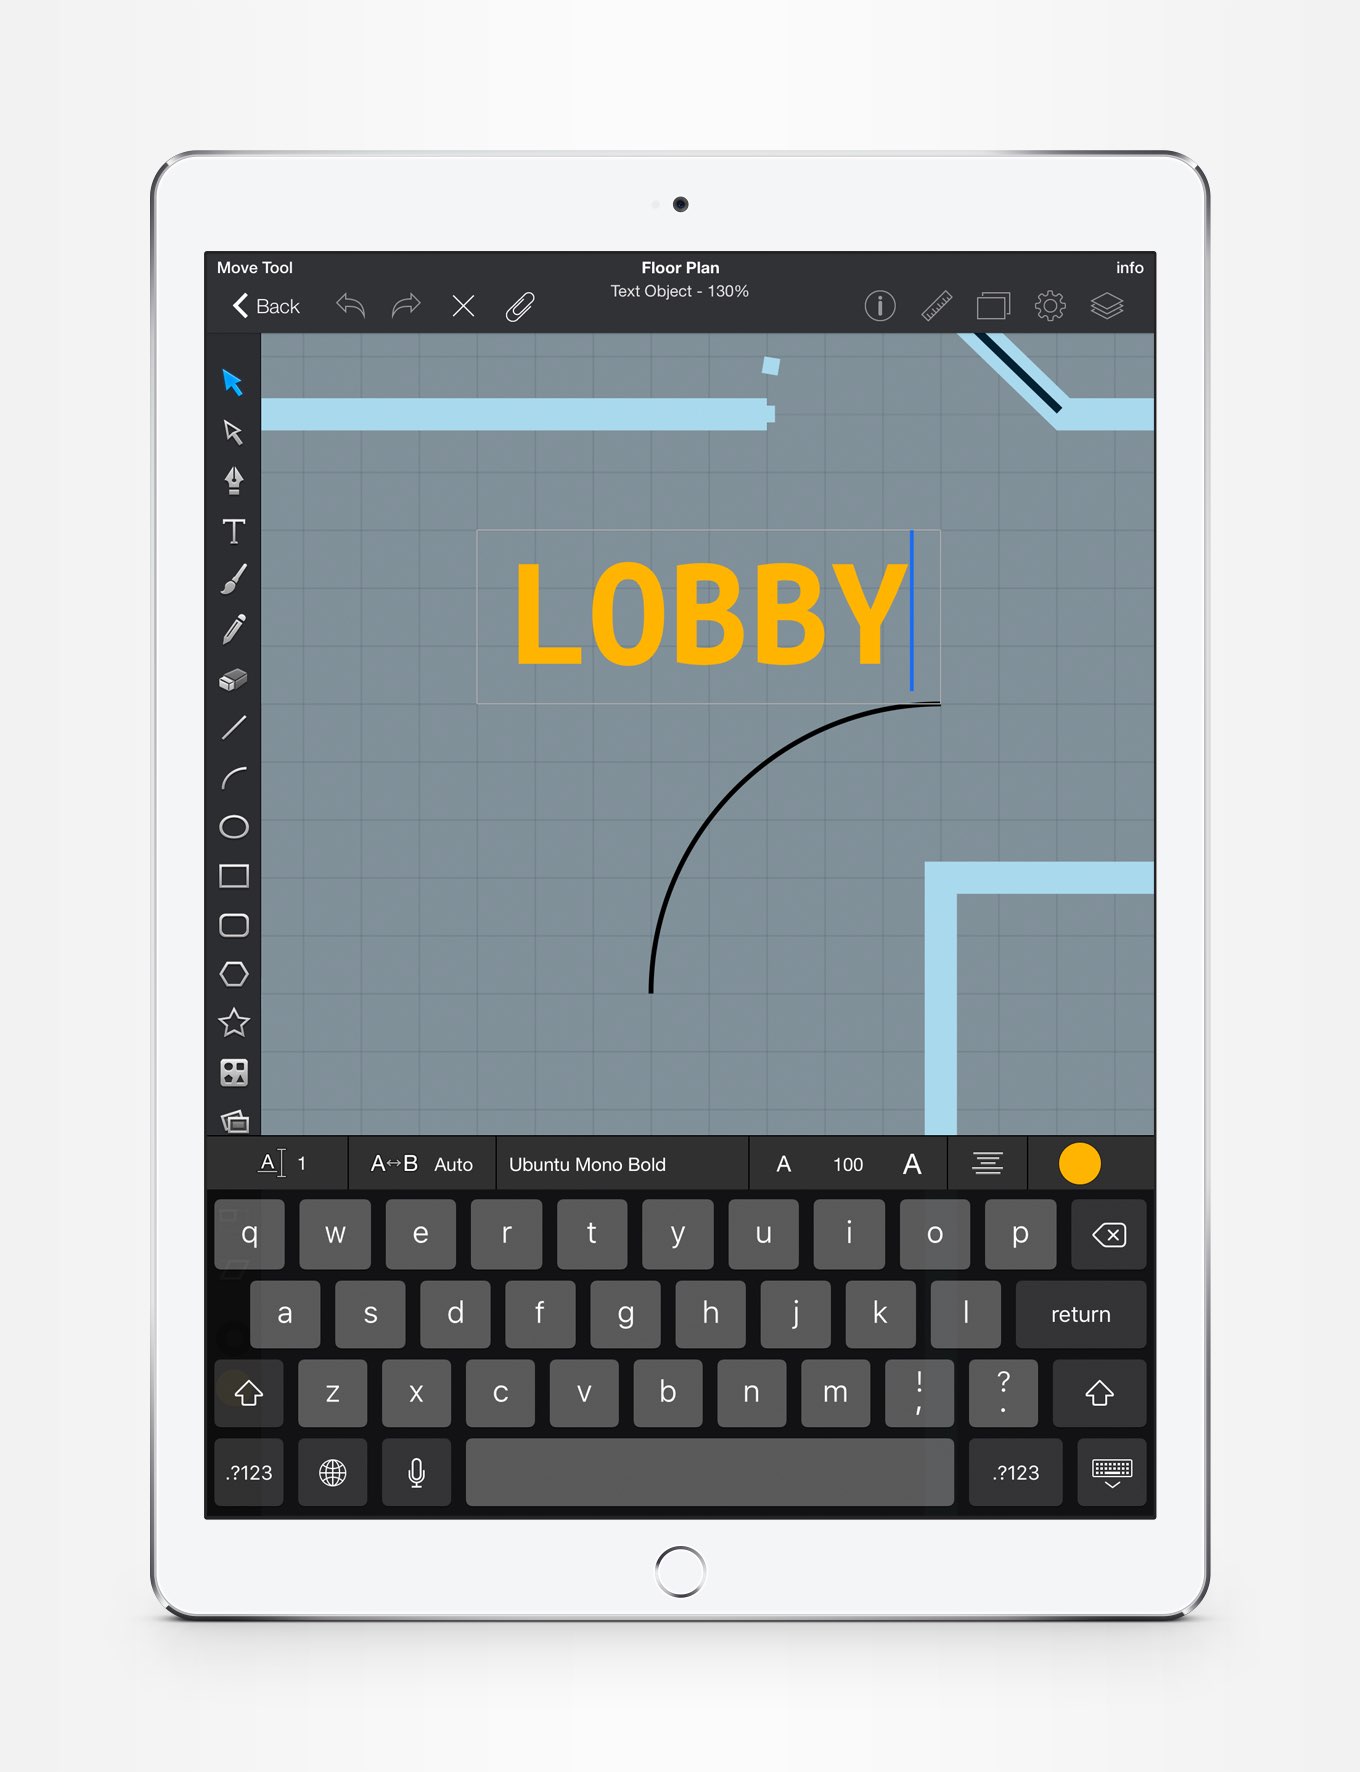 Move Tool
Floor Plan
info
Back
Text Object - 130%
LOBBY
A 1
A↔B Auto
Ubuntu Mono Bold
A 100 A
q w e r t y u i o p
a s d f g h j k l return
z x c v b n m ! , ? .
.?123 .?123